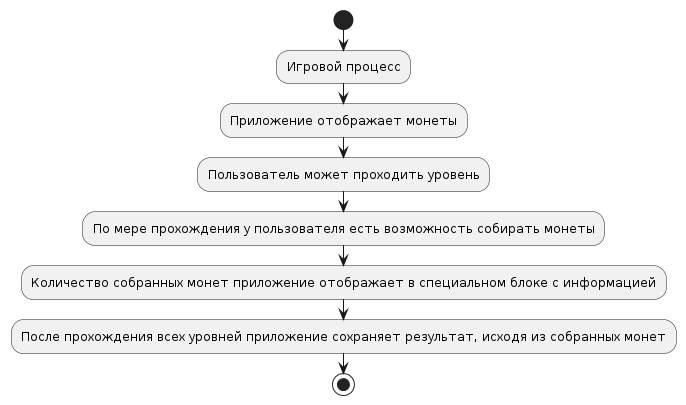 Игровой процесс
Приложение отображает монеты
Пользователь может проходить уровень
По мере прохождения у пользователя есть возможность собирать монеты
Количество собранных монет приложение отображает в специальном блоке с информацией
После прохождения всех уровней приложение сохраняет результат, исходя из собранных монет